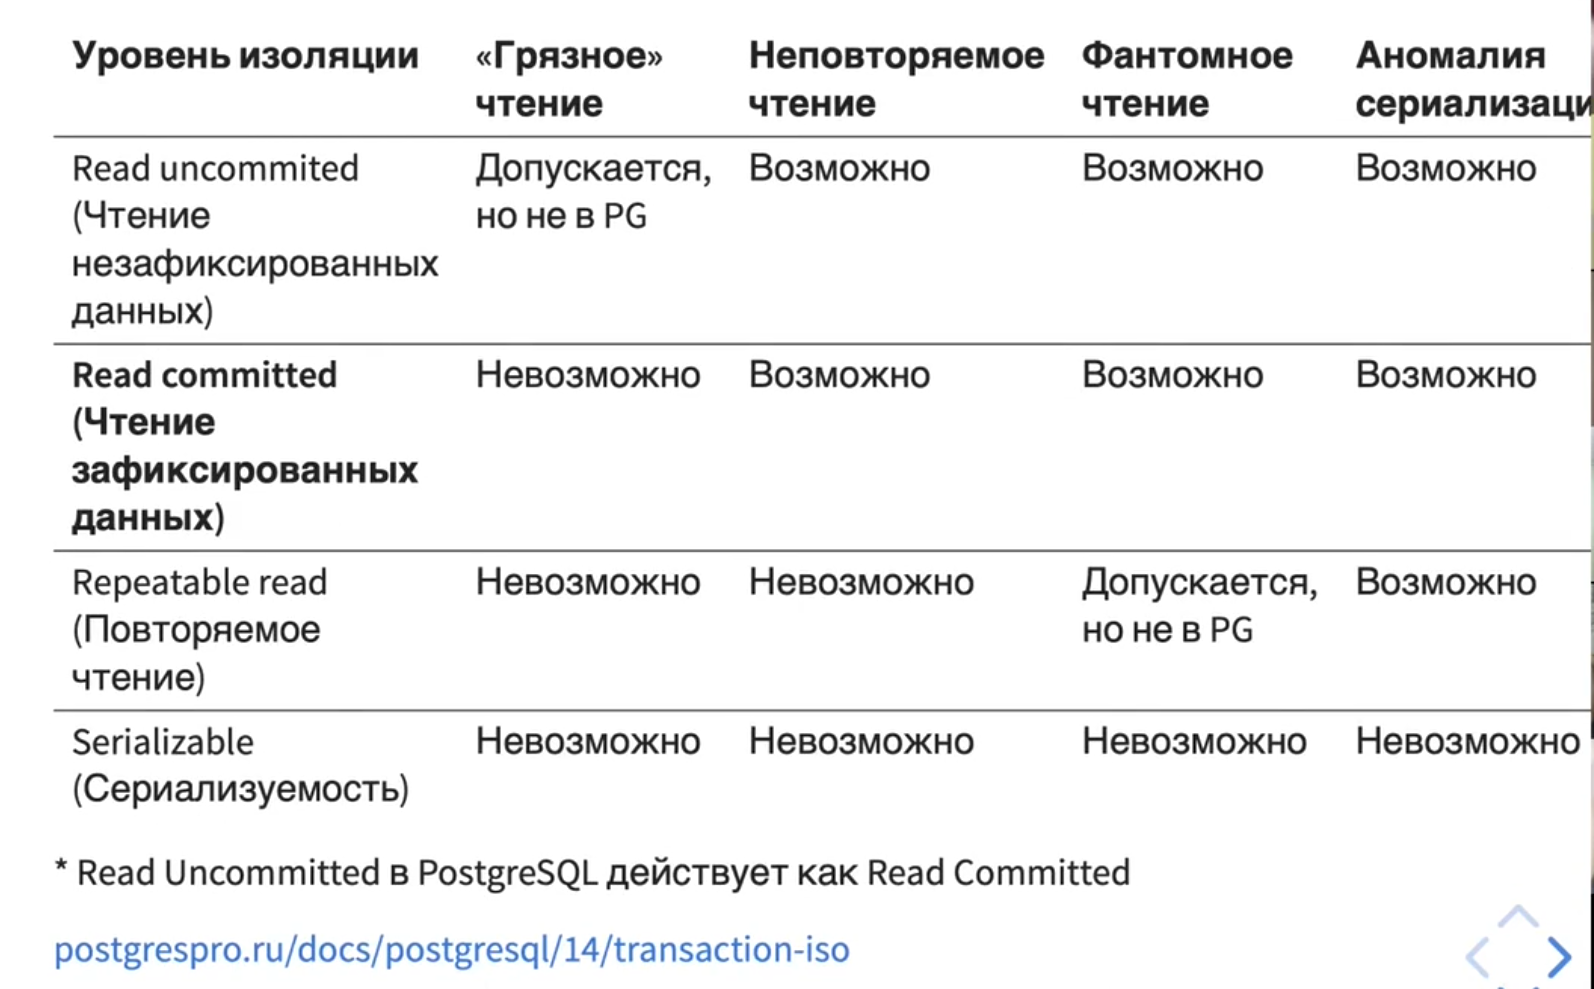 Уровень изоляции «Грязное» Неповторяемое Фантомное Аномалия
чтение чтение чтение сериализаци
Read uncommited Допускается, Возможно Возможно Возможно
(Чтение но не в PG
незафиксированных
данных)
Read committed Невозможно Возможно Возможно Возможно
(Чтение
зафиксированных
данных)
Repeatable read Невозможно Невозможно Допускается, Возможно
(Повторяемое но не в PG
чтение)
Serializable Невозможно Невозможно Невозможно Невозможно
(Сериализуемость)
* Read Uncommitted в PostgreSQL действует как Read Committed
postgrespro.ru/docs/postgresql/14/transaction-iso